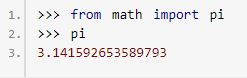 1. >>> from math import pi
2. >>> pi
3. 3.141592653589793